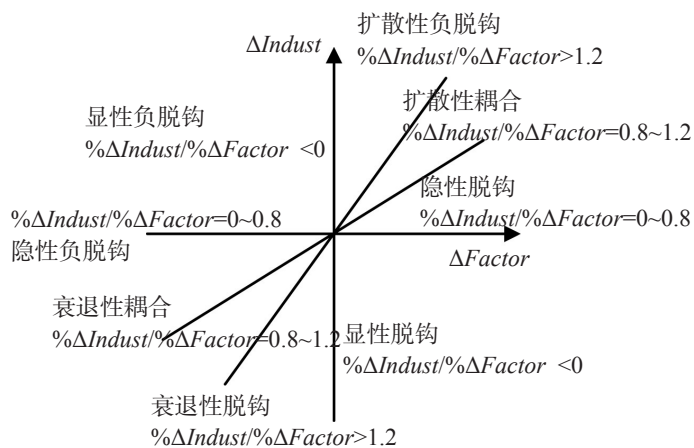 扩散性负脱钩
ΔIndust
%ΔIndust/%ΔFactor>1.2
扩散性耦合
%ΔIndust/%ΔFactor=0.8~1.2
显性负脱钩
%ΔIndust/%ΔFactor <0
隐性脱钩
%ΔIndust/%ΔFactor=0~0.8
%ΔIndust/%ΔFactor=0~0.8
隐性负脱钩
ΔFactor
衰退性耦合
%ΔIndust/%ΔFactor=0.8~1.2
显性脱钩
%ΔIndust/%ΔFactor <0
衰退性脱钩
%ΔIndust/%ΔFactor>1.2